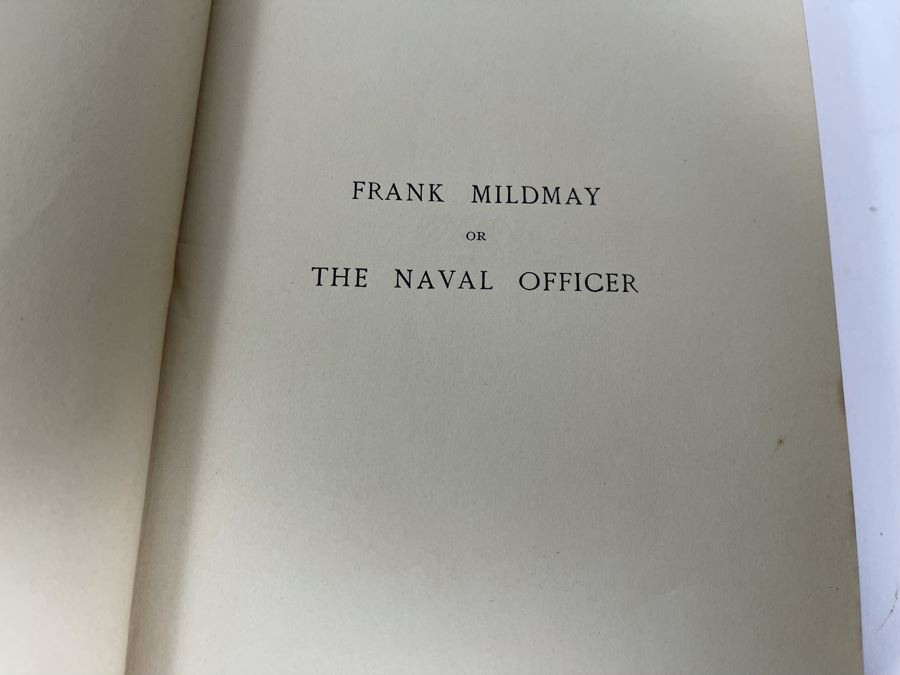 FRANK MILDMAY
OR
THE NAVAL OFFICER